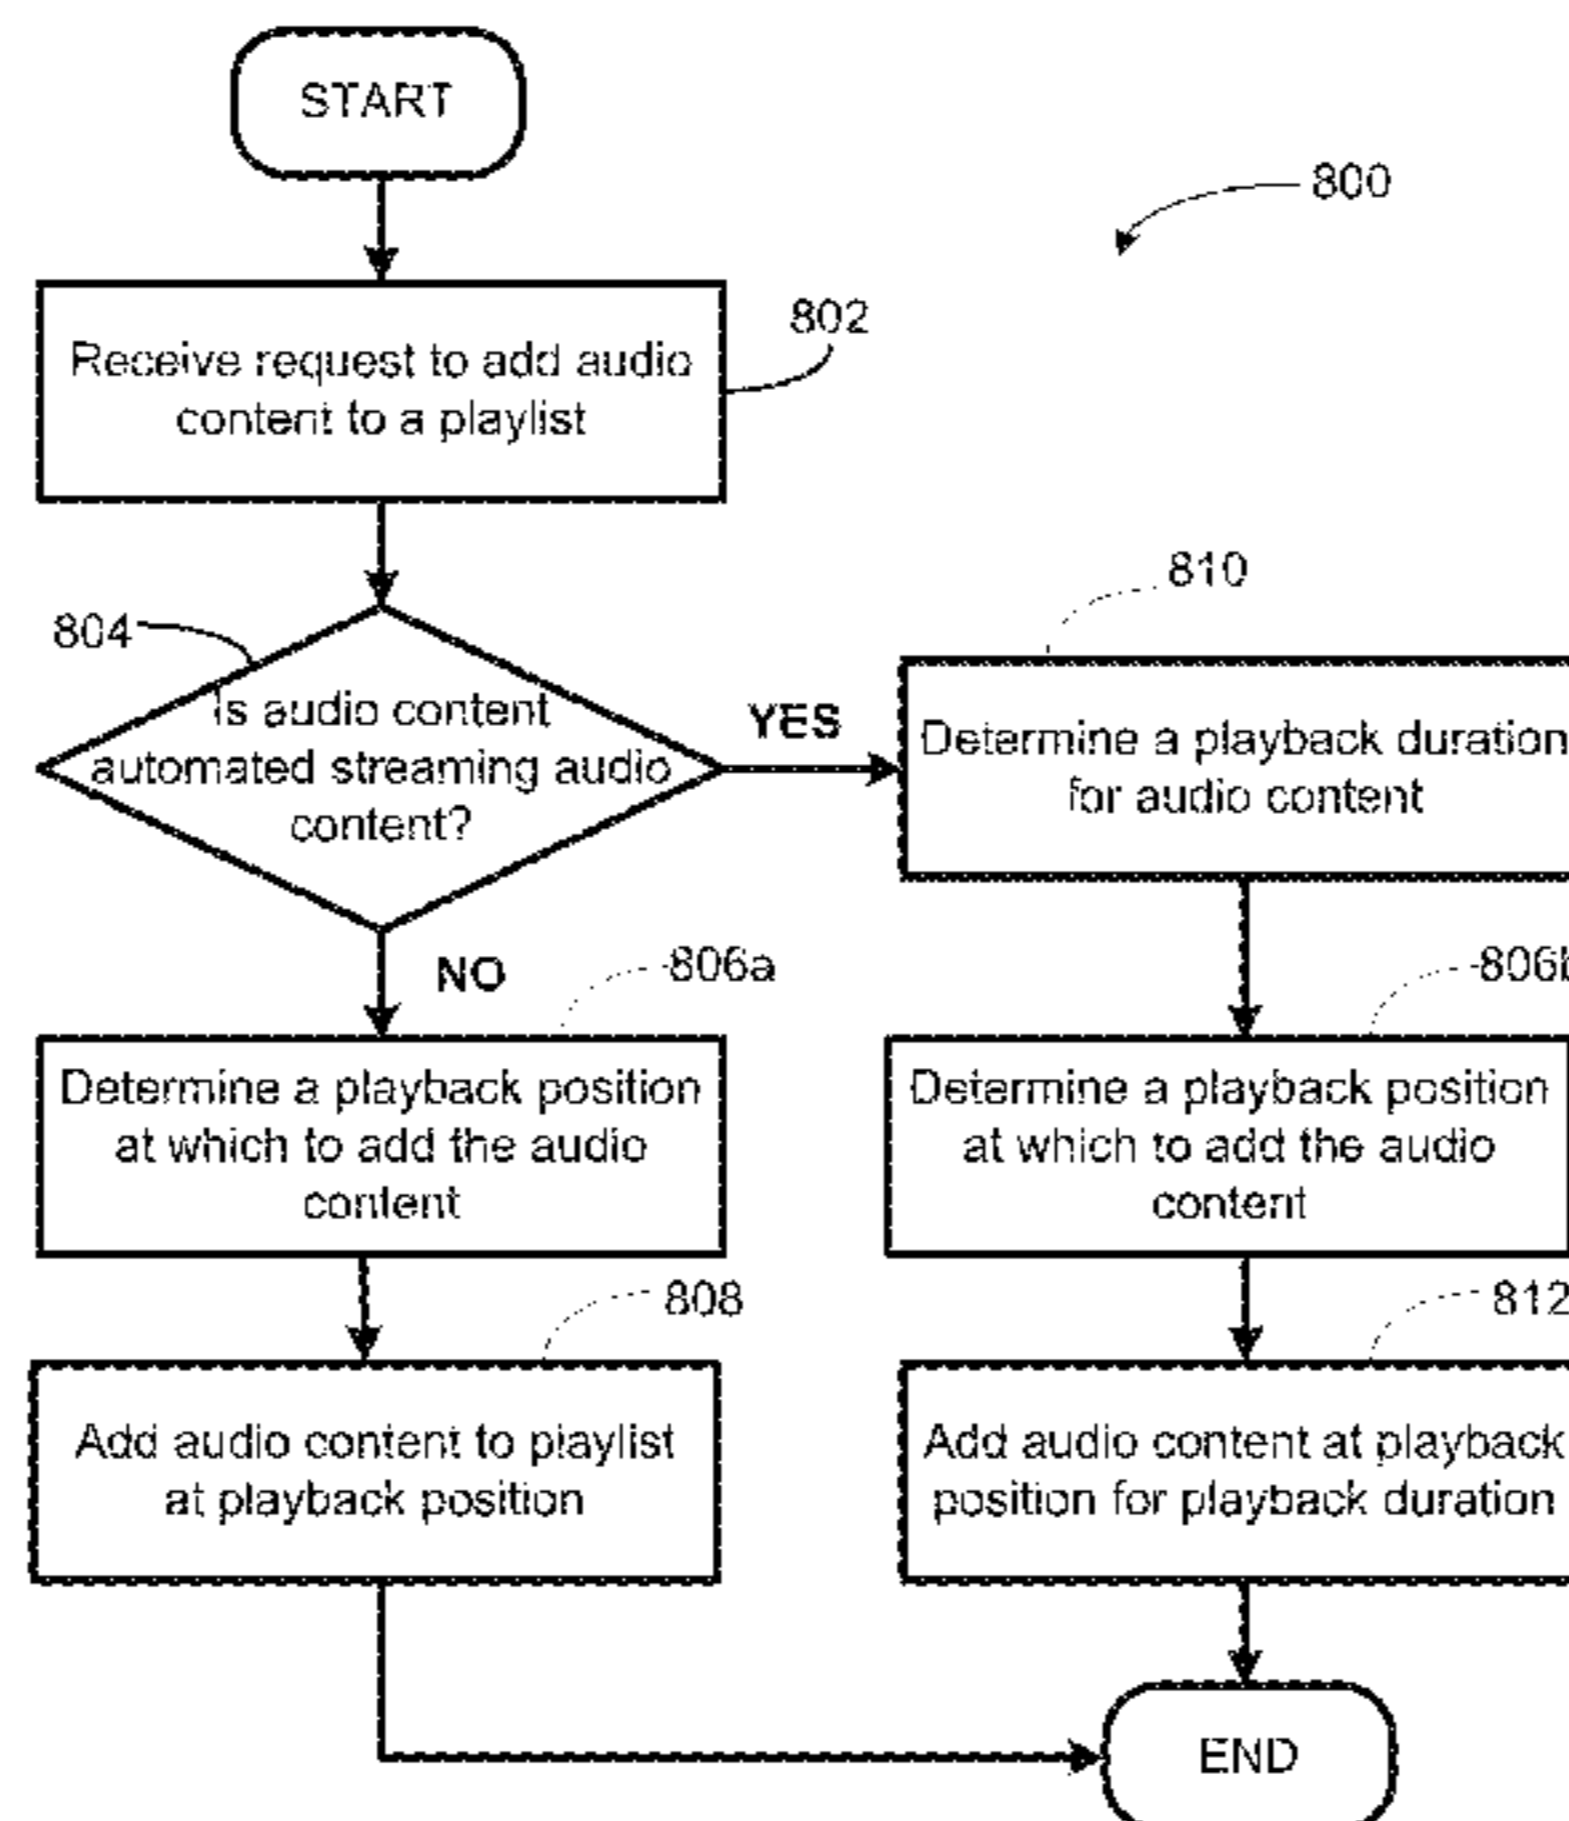 START
800
802
Receive request to add audio
content to a playlist
810
804
Is audio content
automated streaming audio
content?
YES
Determine a playback duration
for audio content
NO
806a
806b
Determine a playback position
at which to add the audio
content
Determine a playback position
at which to add the audio
content
808
812
Add audio content to playlist
at playback position
Add audio content at playback
position for playback duration
END